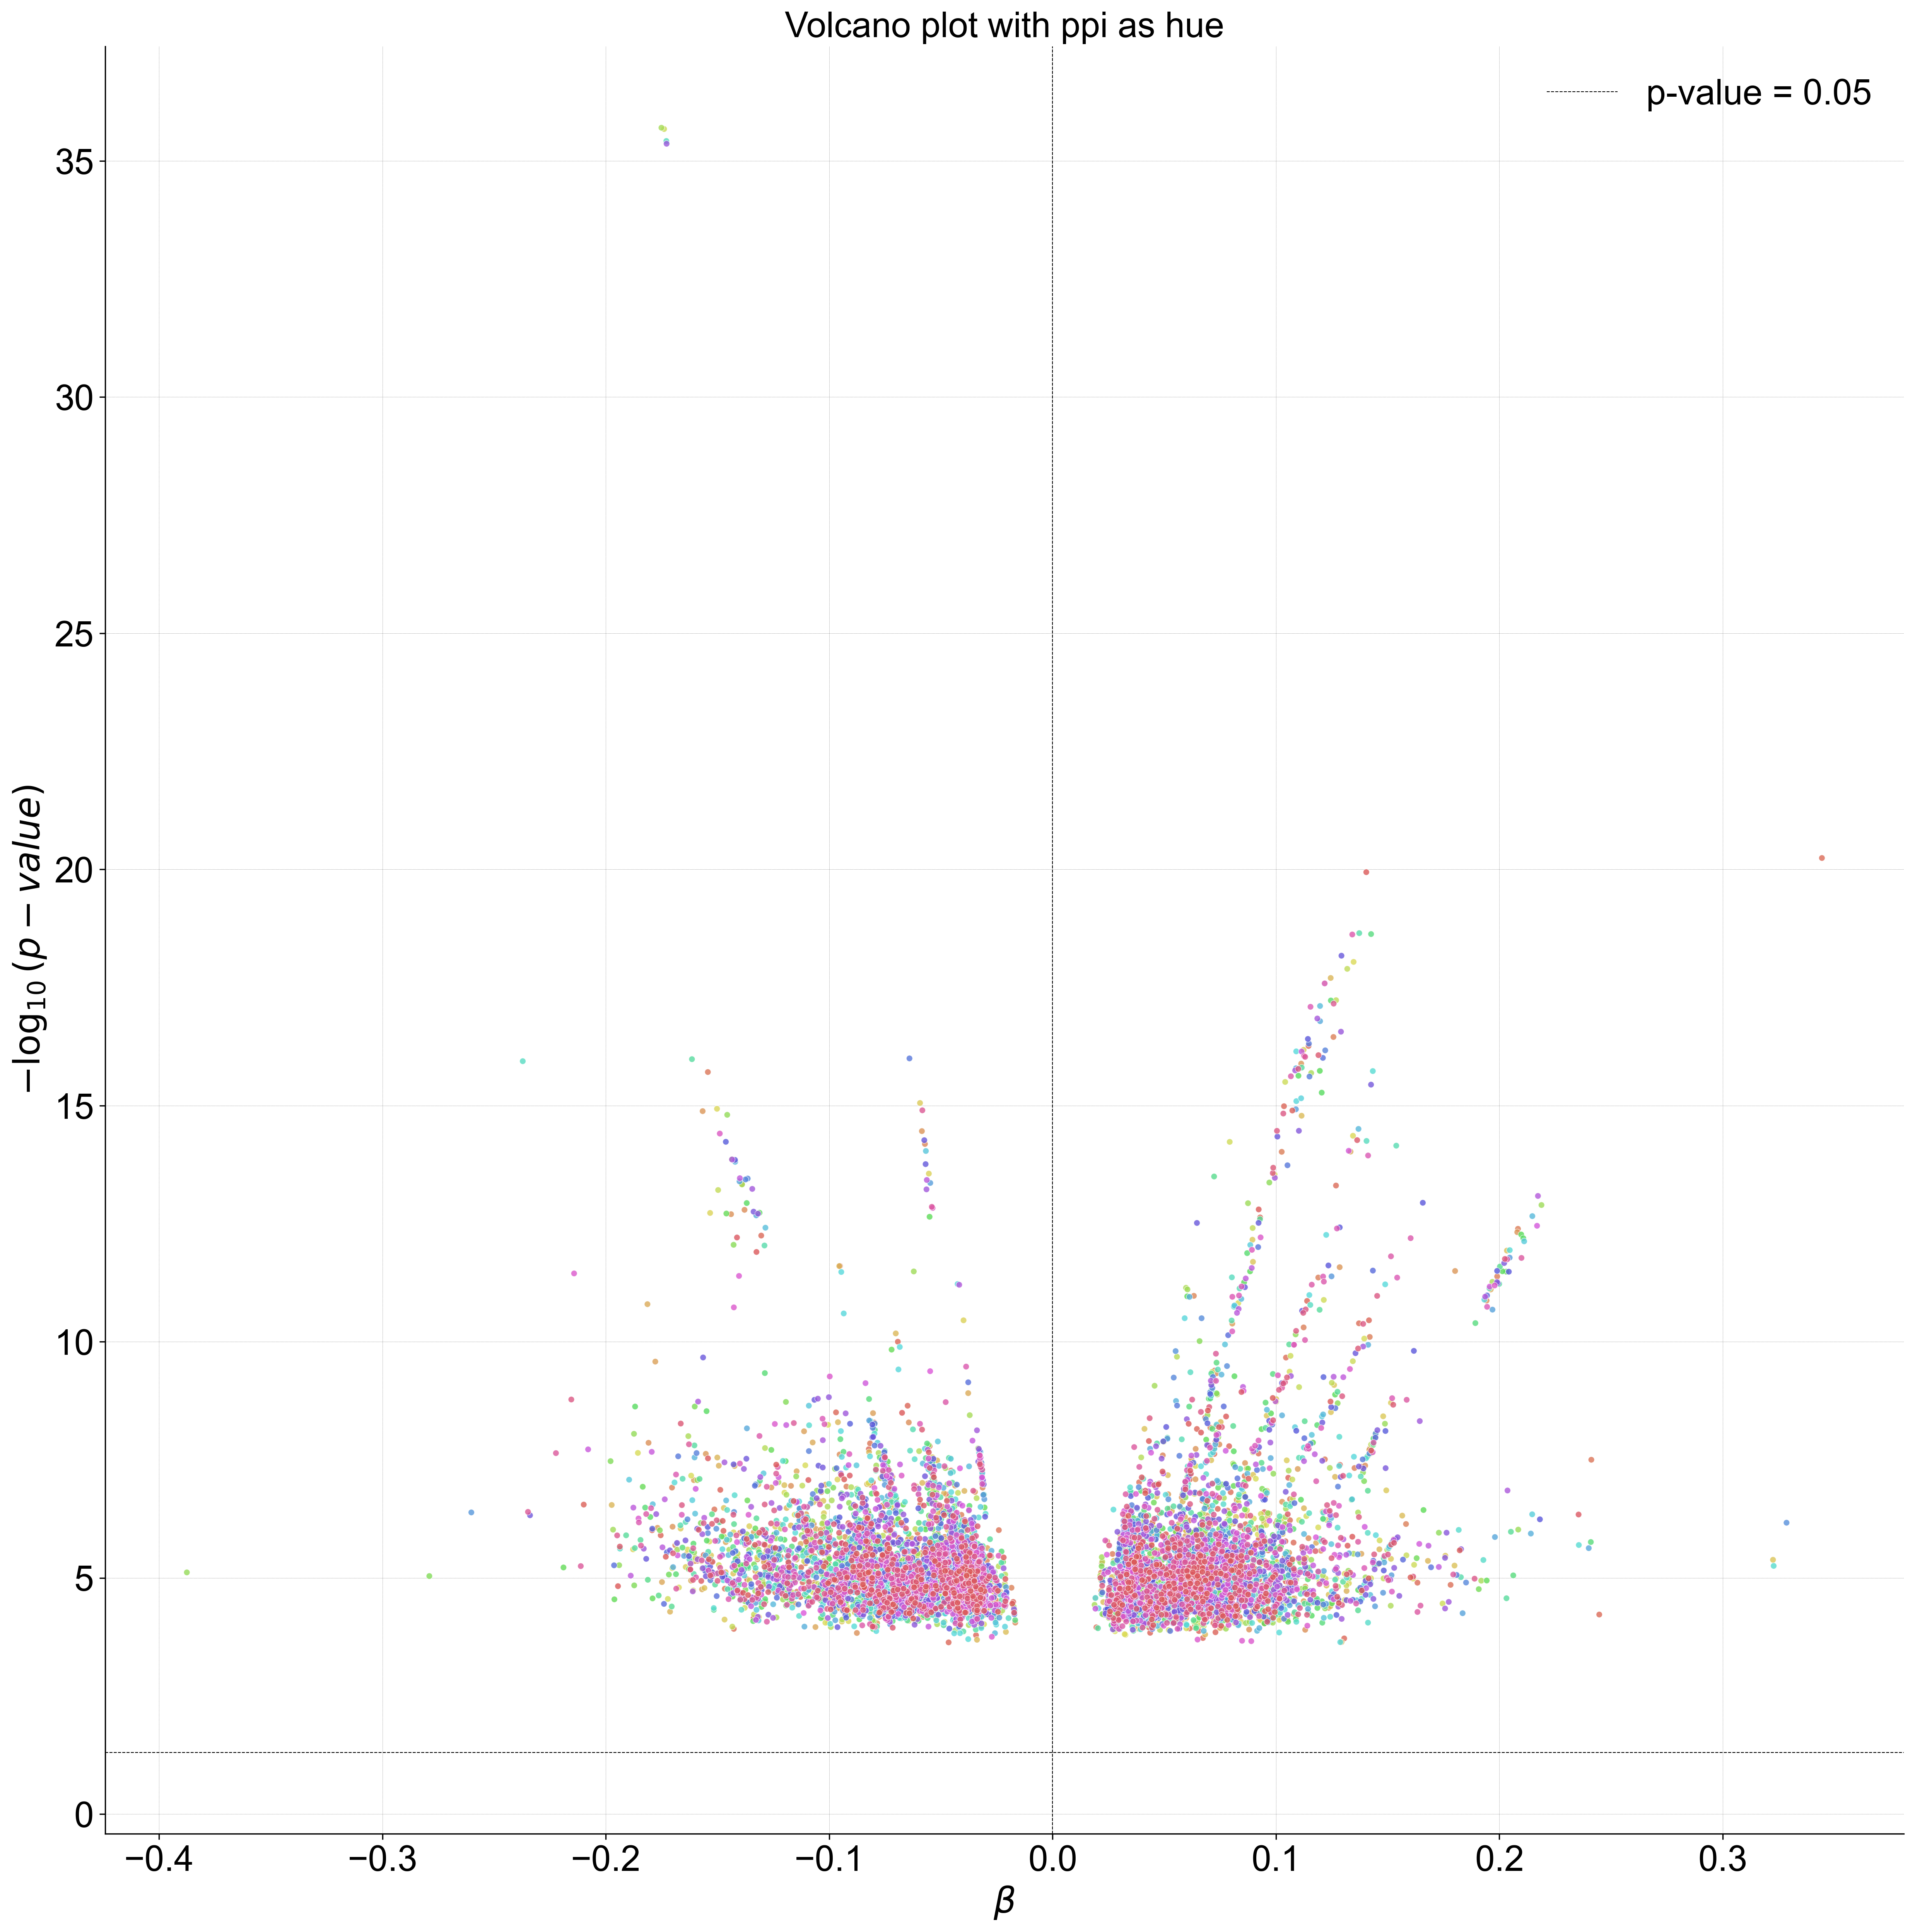 Volcano plot with ppi as hue
p-value = 0.05
35
30
25
20
15
10
5
0
−log₁₀ (p − value)
−0.4 −0.3 −0.2 −0.1 0.0 0.1 0.2 0.3
β